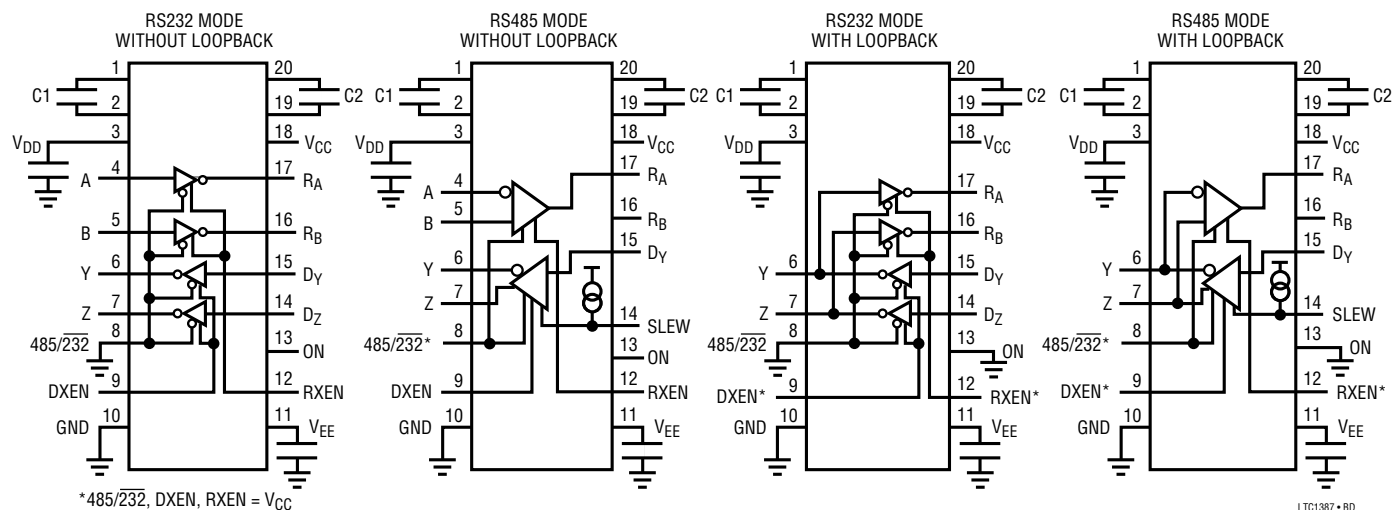 RS232 MODE
WITHOUT LOOPBACK
1
20
C1
C2
2
19
3
18
VDD
VCC
4
17
A
RA
5
16
B
RB
6
15
Y
DY
7
14
Z
DZ
8
13
485/232
ON
9
12
DXEN
RXEN
10
11
GND
VEE
RS485 MODE
WITHOUT LOOPBACK
1
20
C1
C2
2
19
3
18
VDD
VCC
17
4
RA
A
5
16
B
RB
15
6
DY
Y
7
Z
14
SLEW
8
13
485/232*
ON
9
12
DXEN
RXEN
10
11
GND
VEE
RS232 MODE
WITH LOOPBACK
1
20
C1
C2
2
19
3
18
VDD
VCC
17
RA
16
RB
6
15
Y
DY
7
14
Z
DZ
8
13
485/232
ON
9
12
DXEN*
RXEN*
10
11
GND
VEE
RS485 MODE
WITH LOOPBACK
1
20
C1
C2
2
19
3
18
VDD
VCC
17
RA
16
RB
15
6
DY
Y
7
Z
14
SLEW
8
13
485/232*
ON
9
12
DXEN*
RXEN*
10
11
GND
VEE
*485/232, DXEN, RXEN = VCC
LTC1387 • BD